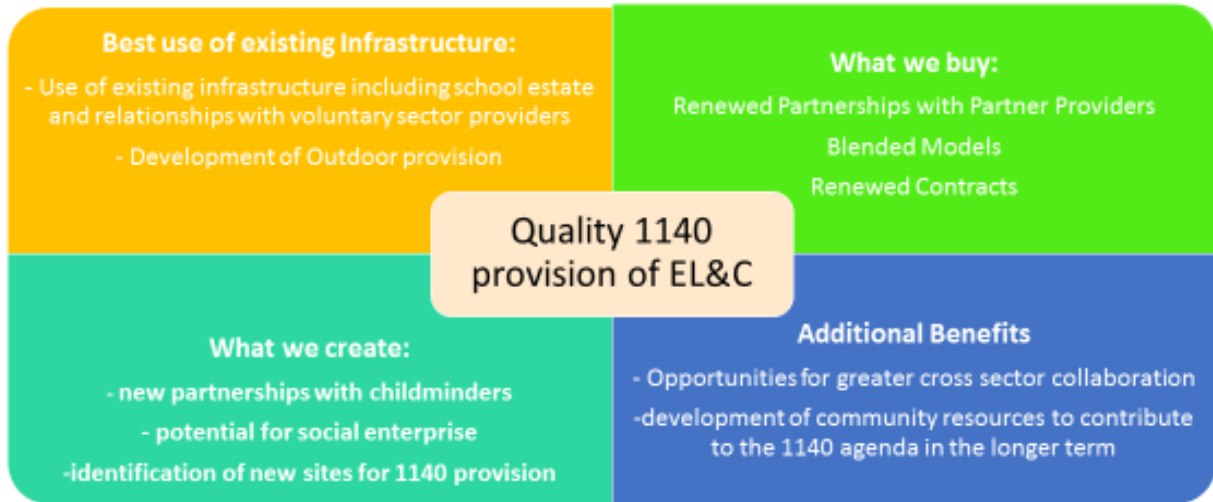 Best use of existing Infrastructure:
- Use of existing infrastructure including school estate
and relationships with voluntary sector providers
- Development of Outdoor provision
What we buy:
Renewed Partnerships with Partner Providers
Blended Models
Renewed Contracts
Quality 1140
provision of EL&C
What we create:
- new partnerships with childminders
- potential for social enterprise
-identification of new sites for 1140 provision
Additional Benefits
- Opportunities for greater cross sector collaboration
-development of community resources to contribute
to the 1140 agenda in the longer term